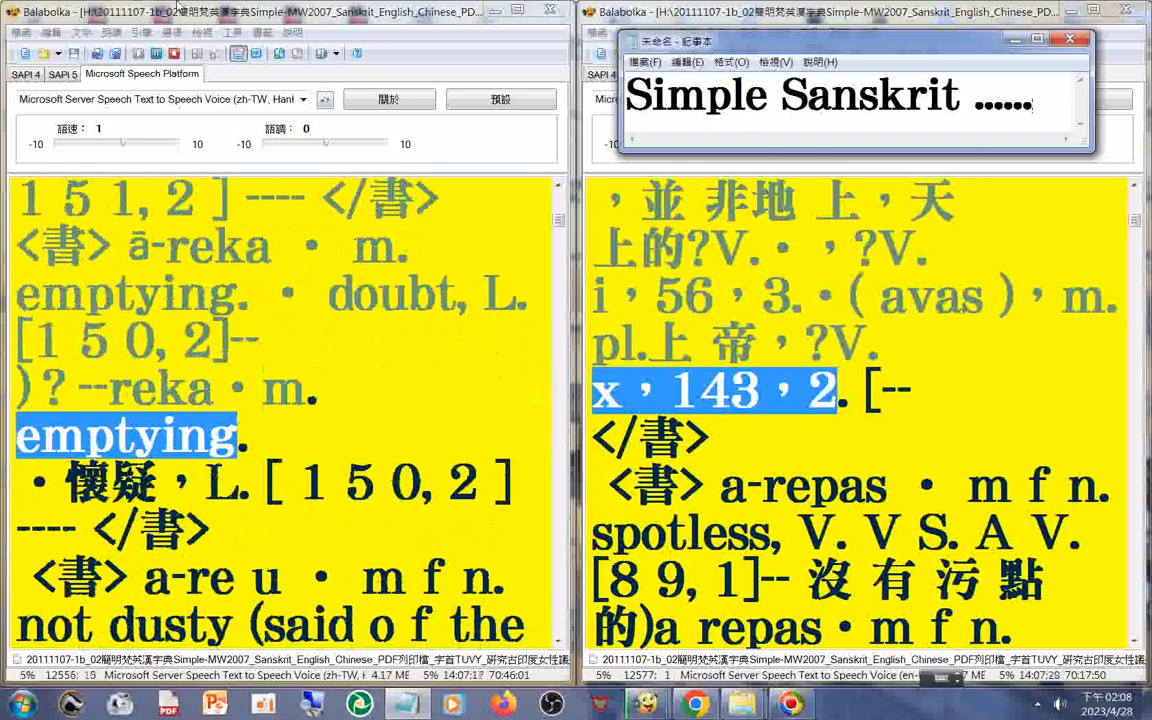 Balabolka - [H:\20111107-1b_02簡明梵英漢字典Simple-MW2007_Sanskrit_English_Chinese_PD...
SAPI 4 SAPI 5 Microsoft Speech Platform
Microsoft Server Speech Text to Speech Voice (zh-TW, Hanl
關於
預設
語速： 1
語調： 0
-10 10 -10 10
1 5 1, 2 ] ---- </書>
<書> ā-reka • m.
emptying. • doubt, L.
[1 5 0, 2]--
)? --reka • m.
emptying.
• 懷疑，L. [ 1 5 0, 2 ]
---- </書>
<書> a-re u • m f n.
not dusty (said o f the
5% 12556: 15 Microsoft Server Speech Text to Speech Voice (zh-TW, Hanl 4.17 ME 5% 14:07:17 70:46:01
Balabolka - [H:\20111107-1b_02簡明梵英漢字典Simple-MW2007_Sanskrit_English_Chinese_PD...
SAPI 4
未命名 - 記事本
檔案(F) 編輯(E) 格式(O) 檢視(V) 說明(H)
Simple Sanskrit ......
-10
，並 非地 上，天
上的?V. •，?V.
i，56，3. • ( avas )，m.
pl.上 帝，?V.
x，143，2. [--
</書>
<書> a-repas • m f n.
spotless, V. V S. A V.
[8 9, 1]-- 沒 有 污 點
的)a repas • m f n.
5% 12577: 1 Microsoft Server Speech Text to Speech Voice (en- 5% 14:07:28 70:17:50
下午 02:08
2023/4/28